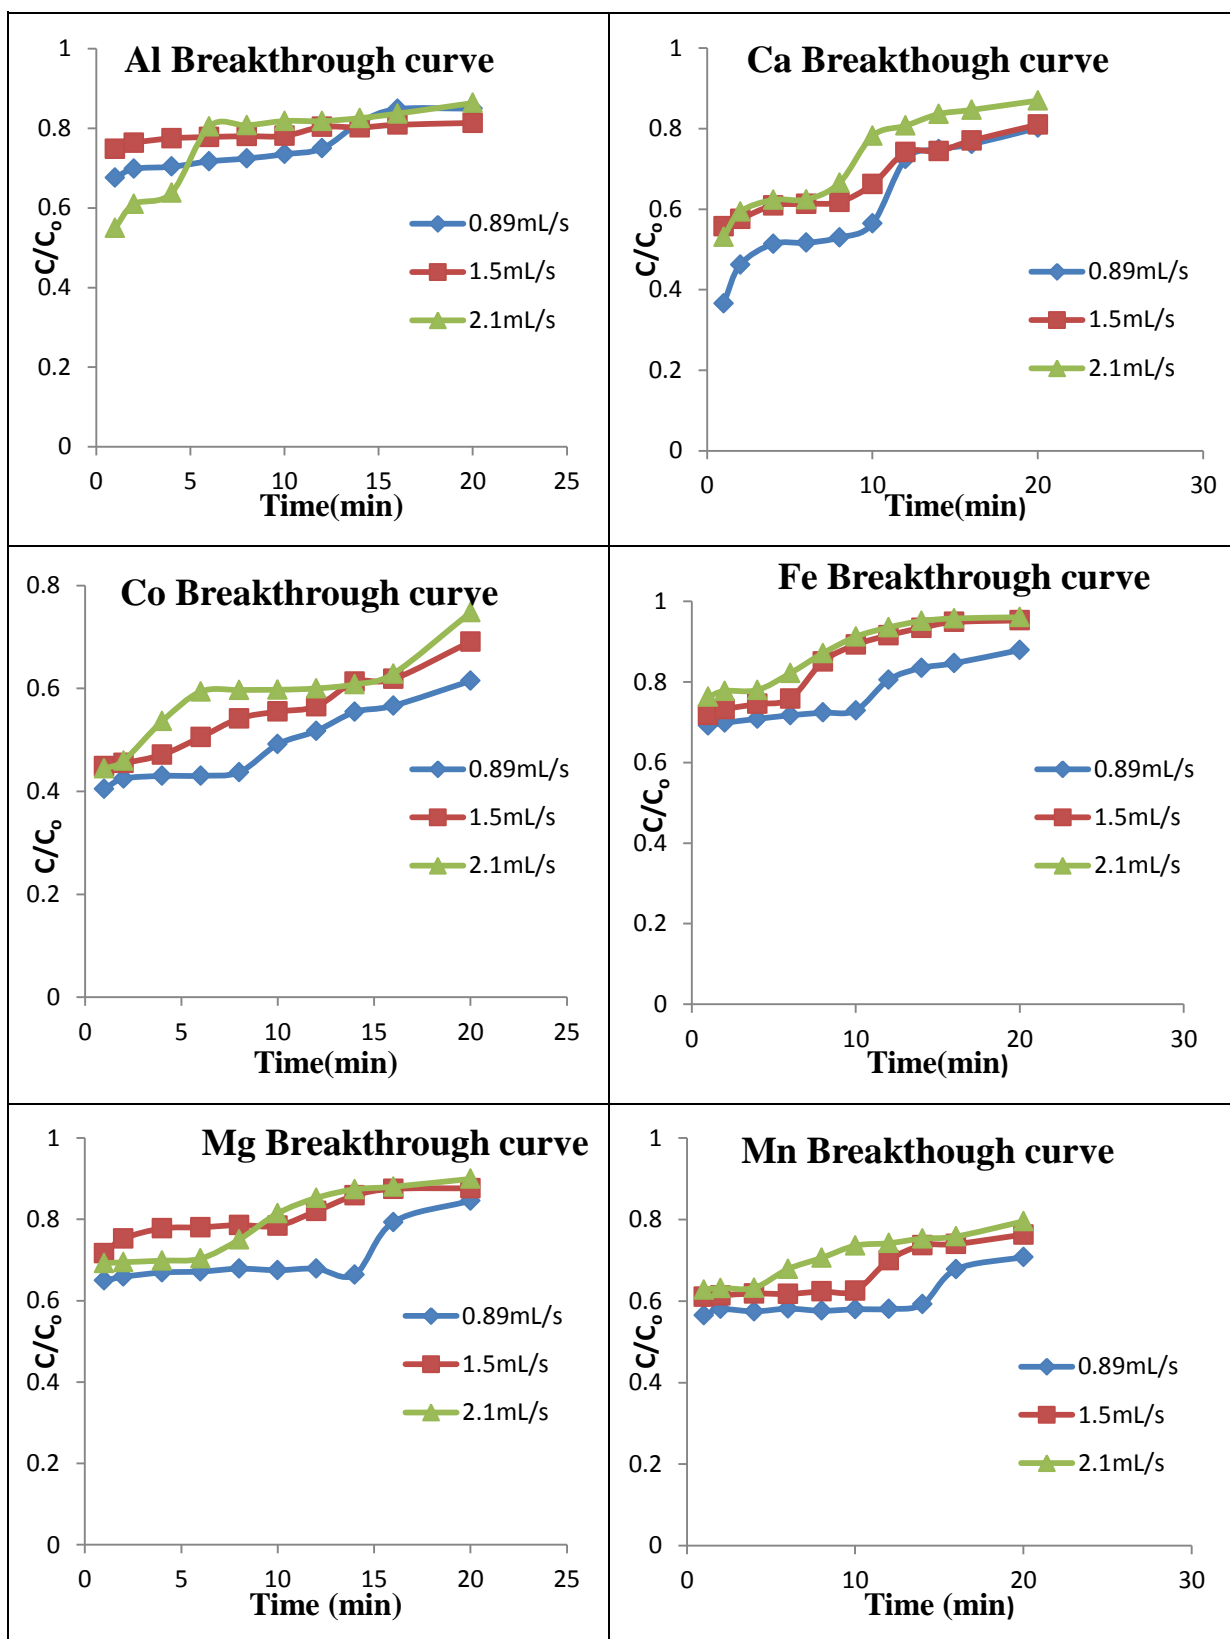 Al Breakthrough curve
1
0.8
0.6
0.4
0.2
0
C/Co
0.89mL/s
1.5mL/s
2.1mL/s
0
5
10
15
20
25
Time(min)
Ca Breakthough curve
1
0.8
0.6
0.4
0.2
0
C/Co
0.89mL/s
1.5mL/s
2.1mL/s
0
10
20
30
Time(min)
Co Breakthrough curve
0.8
0.6
0.4
0.2
0
C/Co
0.89mL/s
1.5mL/s
2.1mL/s
0
5
10
15
20
25
Time(min)
Fe Breakthrough curve
1
0.8
0.6
0.4
0.2
0
C/Co
0.89mL/s
1.5mL/s
2.1mL/s
0
10
20
30
Time(min)
Mg Breakthrough curve
1
0.8
0.6
0.4
0.2
0
C/Co
0.89mL/s
1.5mL/s
2.1mL/s
0
5
10
15
20
25
Time (min)
Mn Breakthough curve
1
0.8
0.6
0.4
0.2
0
C/Co
0.89mL/s
1.5mL/s
2.1mL/s
0
10
20
30
Time (min)